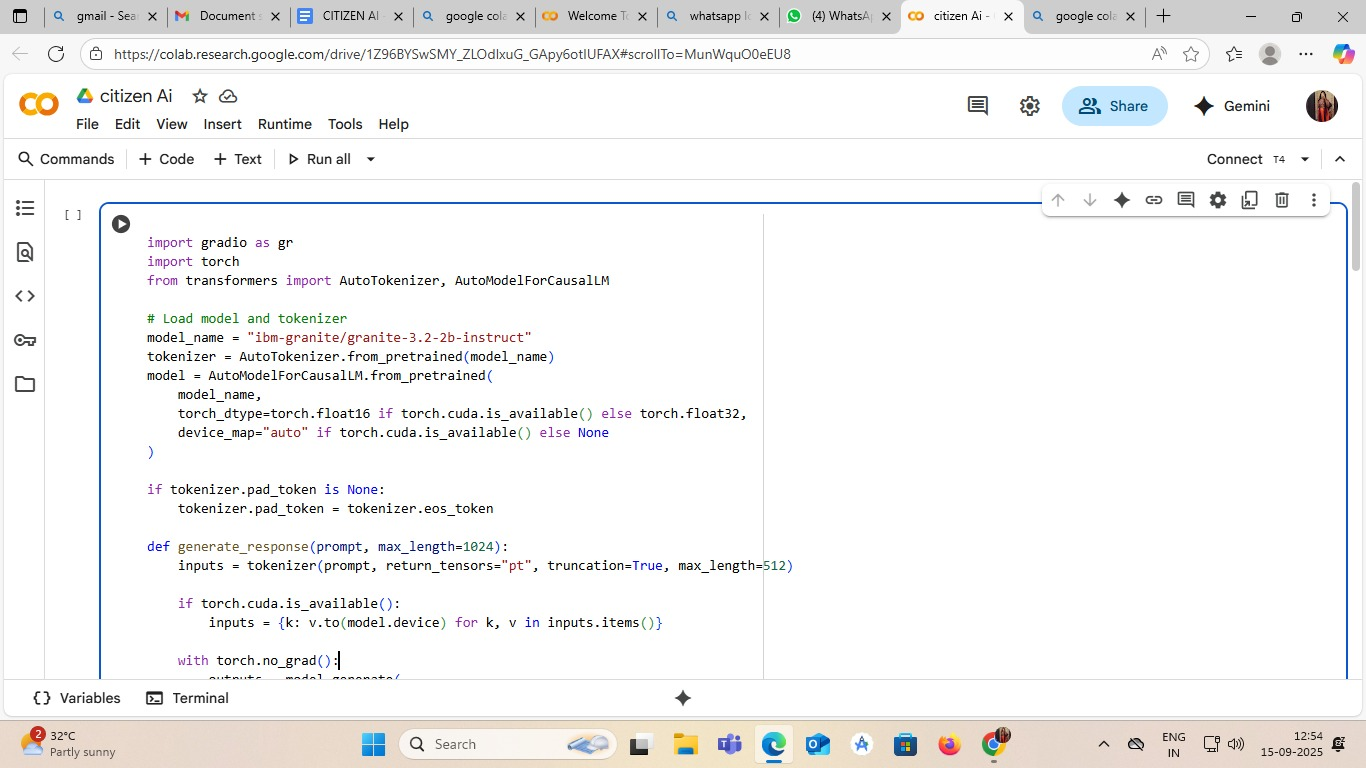 gmail - Sea
Document s
CITIZEN AI -
google cola
Welcome To
whatsapp lo
(4) WhatsAp
citizen Ai -
google cola
https://colab.research.google.com/drive/1Z96BYSwSMY_ZLOdlxuG_GApy6otIUFAX#scrollTo=MunWquO0eEU8
citizen Ai
File Edit View Insert Runtime Tools Help
Share
Gemini
Commands + Code + Text Run all
Connect T4
[ ]
import gradio as gr
import torch
from transformers import AutoTokenizer, AutoModelForCausalLM
# Load model and tokenizer
model_name = "ibm-granite/granite-3.2-2b-instruct"
tokenizer = AutoTokenizer.from_pretrained(model_name)
model = AutoModelForCausalLM.from_pretrained(
    model_name,
    torch_dtype=torch.float16 if torch.cuda.is_available() else torch.float32,
    device_map="auto" if torch.cuda.is_available() else None
)
if tokenizer.pad_token is None:
    tokenizer.pad_token = tokenizer.eos_token
def generate_response(prompt, max_length=1024):
    inputs = tokenizer(prompt, return_tensors="pt", truncation=True, max_length=512)
    if torch.cuda.is_available():
        inputs = {k: v.to(model.device) for k, v in inputs.items()}
    with torch.no_grad():
        outputs = model.generate(
Variables
Terminal
2
32°C
Partly sunny
Search
ENG
IN
12:54
15-09-2025